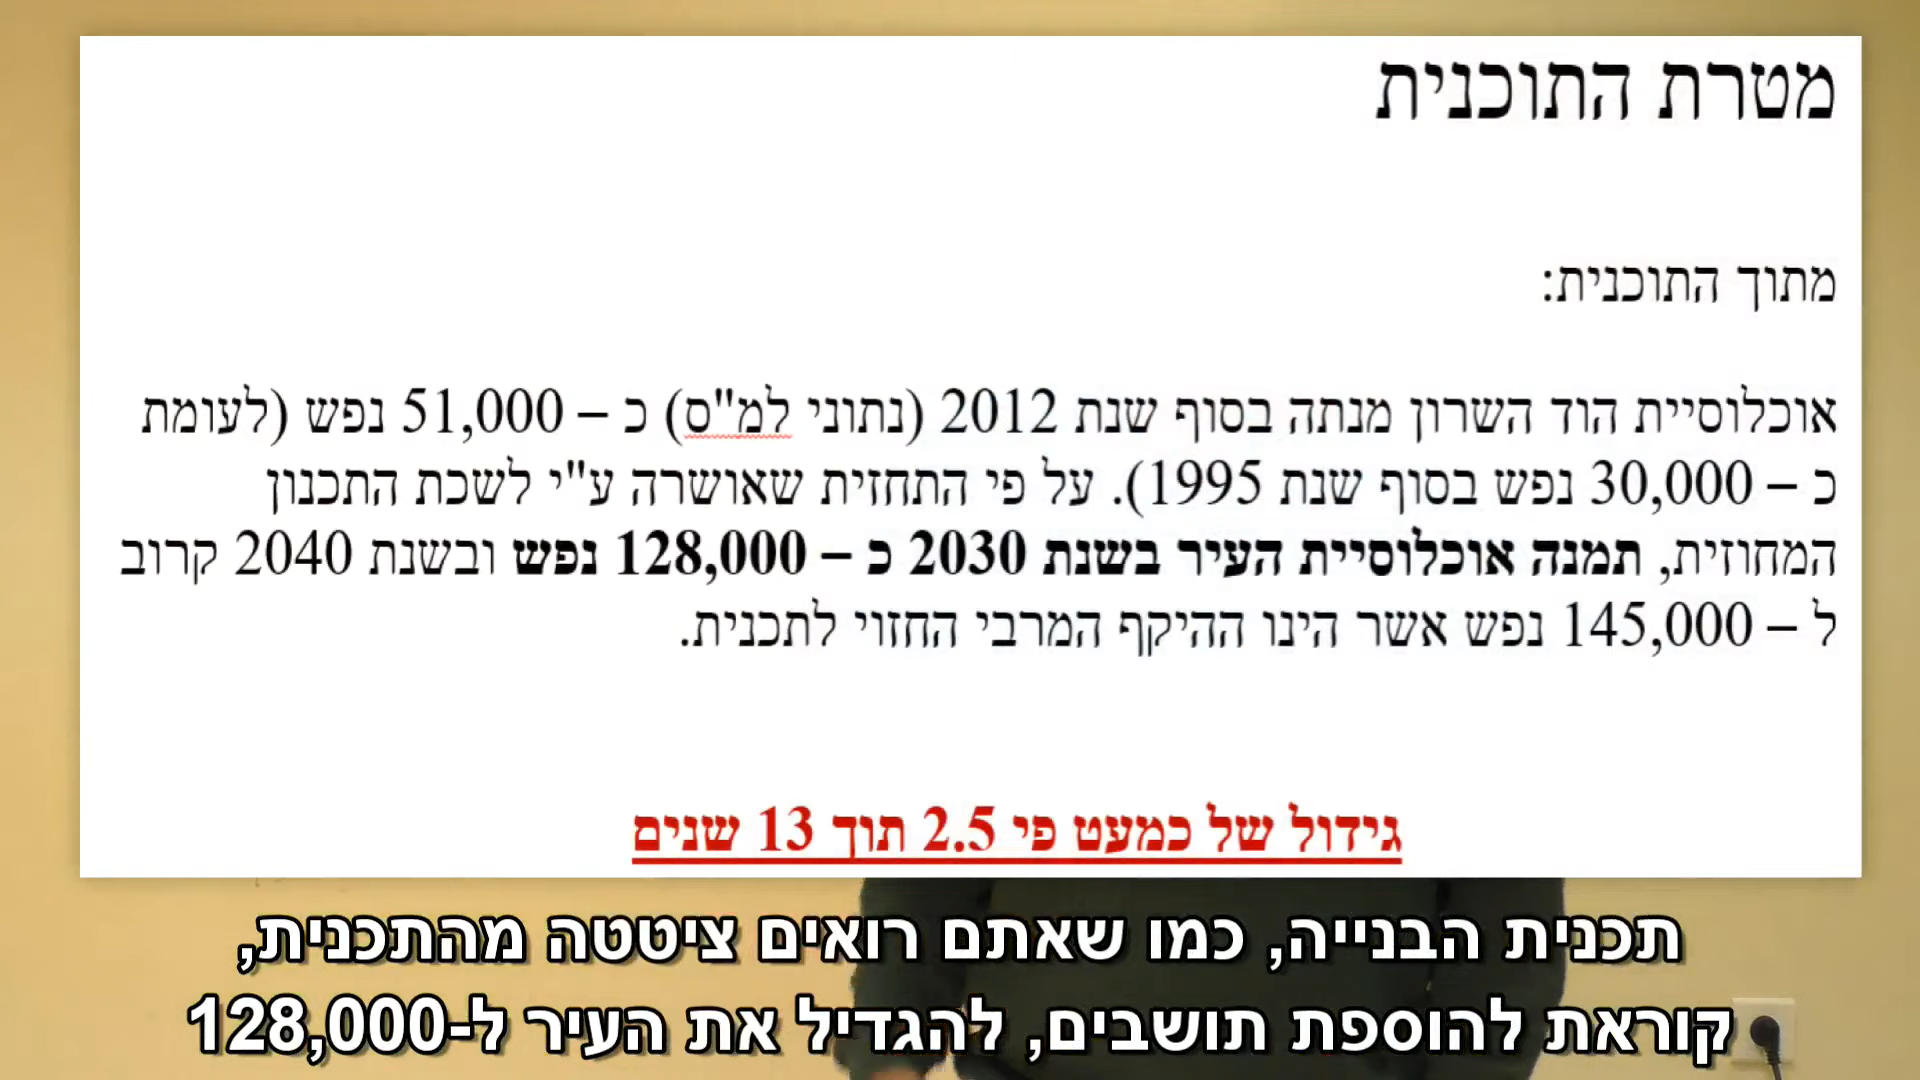 מטרת התוכנית
מתוך התוכנית:
אוכלוסיית הוד השרון מנתה בסוף שנת 2012 (נתוני למ"ס) כ – 51,000 נפש (לעומת
כ – 30,000 נפש בסוף שנת 1995). על פי התחזית שאושרה ע"י לשכת התכנון
המחוזית, תמנה אוכלוסיית העיר בשנת 2030 כ – 128,000 נפש ובשנת 2040 קרוב
ל – 145,000 נפש אשר הינו ההיקף המרבי החזוי לתכנית.
גידול של כמעט פי 2.5 תוך 13 שנים
תכנית הבנייה, כמו שאתם רואים ציטטה מהתכנית,
קוראת להוספת תושבים, להגדיל את העיר ל-128,000